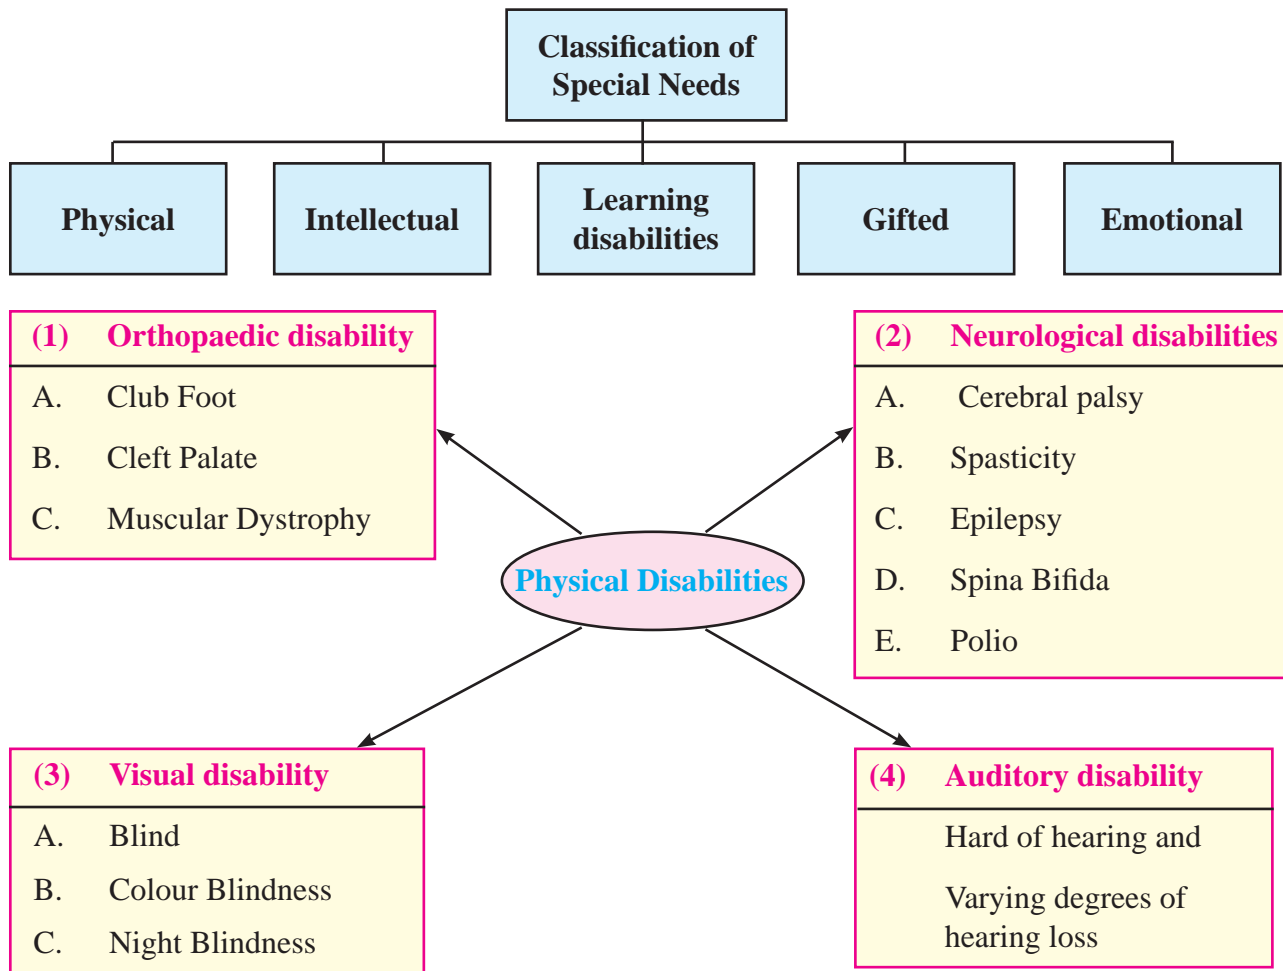 Classification of
Special Needs
Physical
Intellectual
Learning
disabilities
Gifted
Emotional
(1) Orthopaedic disability
A. Club Foot
B. Cleft Palate
C. Muscular Dystrophy
(2) Neurological disabilities
A. Cerebral palsy
B. Spasticity
C. Epilepsy
D. Spina Bifida
E. Polio
Physical Disabilities
(3) Visual disability
A. Blind
B. Colour Blindness
C. Night Blindness
(4) Auditory disability
Hard of hearing and
Varying degrees of
hearing loss